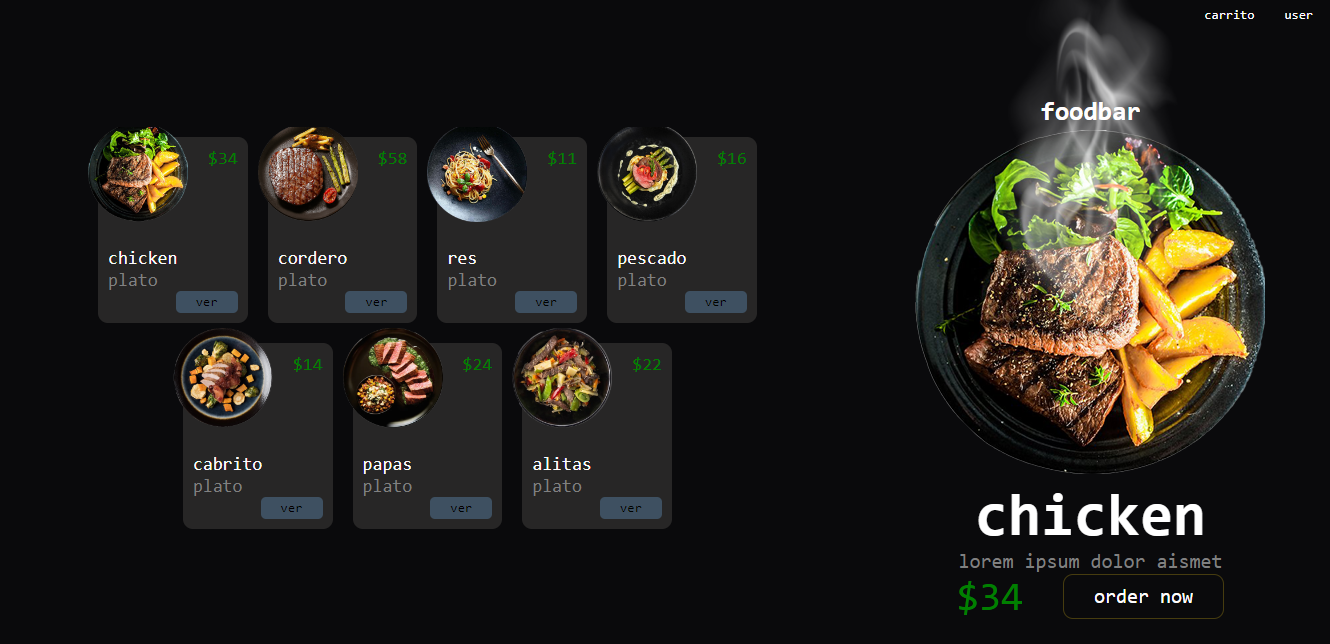 carrito user
foodbar
$34 $58 $11 $16
chicken cordero res pescado
plato plato plato plato
ver ver ver ver
$14 $24 $22
cabrito papas alitas
plato plato plato
ver ver ver
chicken
lorem ipsum dolor aismet
$34 order now